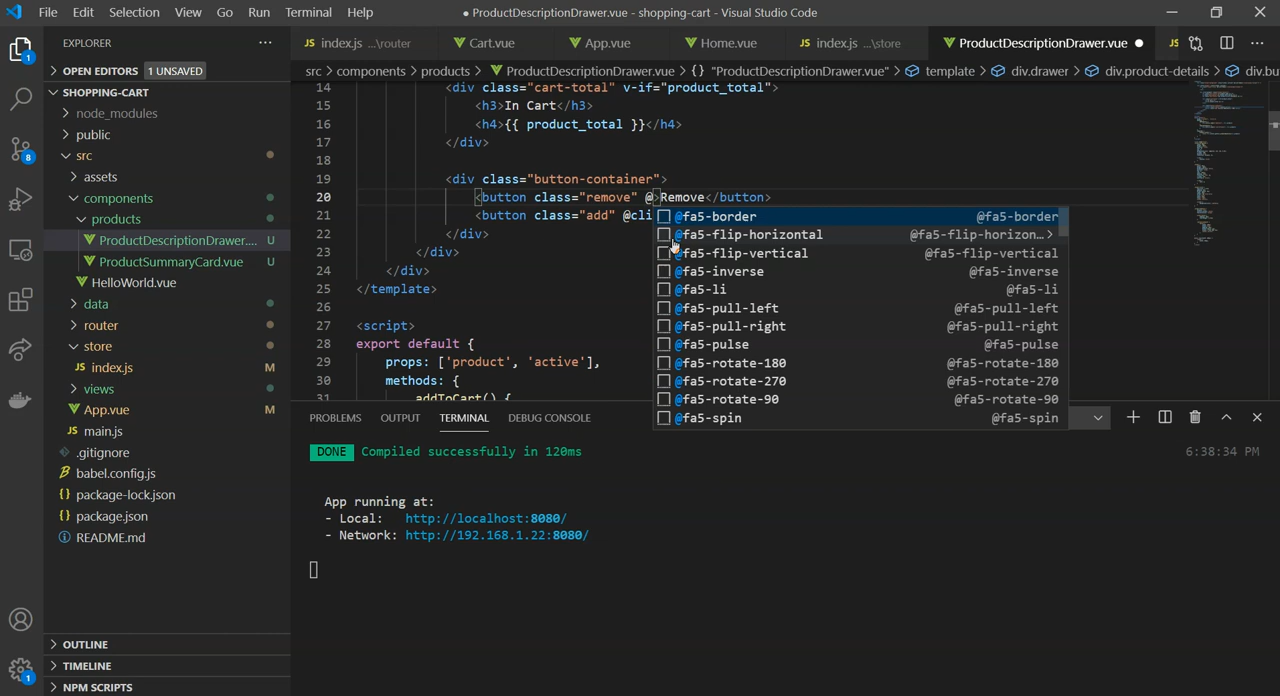 File Edit Selection View Go Run Terminal Help
● ProductDescriptionDrawer.vue - shopping-cart - Visual Studio Code
EXPLORER
JS index.js ...\router
Cart.vue
App.vue
Home.vue
JS index.js ...\store
ProductDescriptionDrawer.vue ●
JS
OPEN EDITORS 1 UNSAVED
src > components > products > ProductDescriptionDrawer.vue > {} "ProductDescriptionDrawer.vue" > template > div.drawer > div.product-details > div.bu
SHOPPING-CART
node_modules
public
src
assets
components
products
ProductDescriptionDrawer.... U
ProductSummaryCard.vue U
HelloWorld.vue
data
router
store
JS index.js M
views
App.vue M
JS main.js
.gitignore
babel.config.js
{} package-lock.json
{} package.json
README.md
OUTLINE
TIMELINE
NPM SCRIPTS
14 <div class="cart-total" v-if="product_total">
15 <h3>In Cart</h3>
16 <h4>{{ product_total }}</h4>
17 </div>
18
19 <div class="button-container">
20 <button class="remove" @>Remove</button>
21 <button class="add" @cli
22 </div>
23 </div>
24 </div>
25 </template>
26
27 <script>
28 export default {
29 props: ['product', 'active'],
30 methods: {
31 addToCart() {
@fa5-border @fa5-border
@fa5-flip-horizontal @fa5-flip-horizon… >
@fa5-flip-vertical @fa5-flip-vertical
@fa5-inverse @fa5-inverse
@fa5-li @fa5-li
@fa5-pull-left @fa5-pull-left
@fa5-pull-right @fa5-pull-right
@fa5-pulse @fa5-pulse
@fa5-rotate-180 @fa5-rotate-180
@fa5-rotate-270 @fa5-rotate-270
@fa5-rotate-90 @fa5-rotate-90
@fa5-spin @fa5-spin
PROBLEMS OUTPUT TERMINAL DEBUG CONSOLE
DONE Compiled successfully in 120ms 6:38:34 PM
App running at:
- Local: http://localhost:8080/
- Network: http://192.168.1.22:8080/
1
8
1